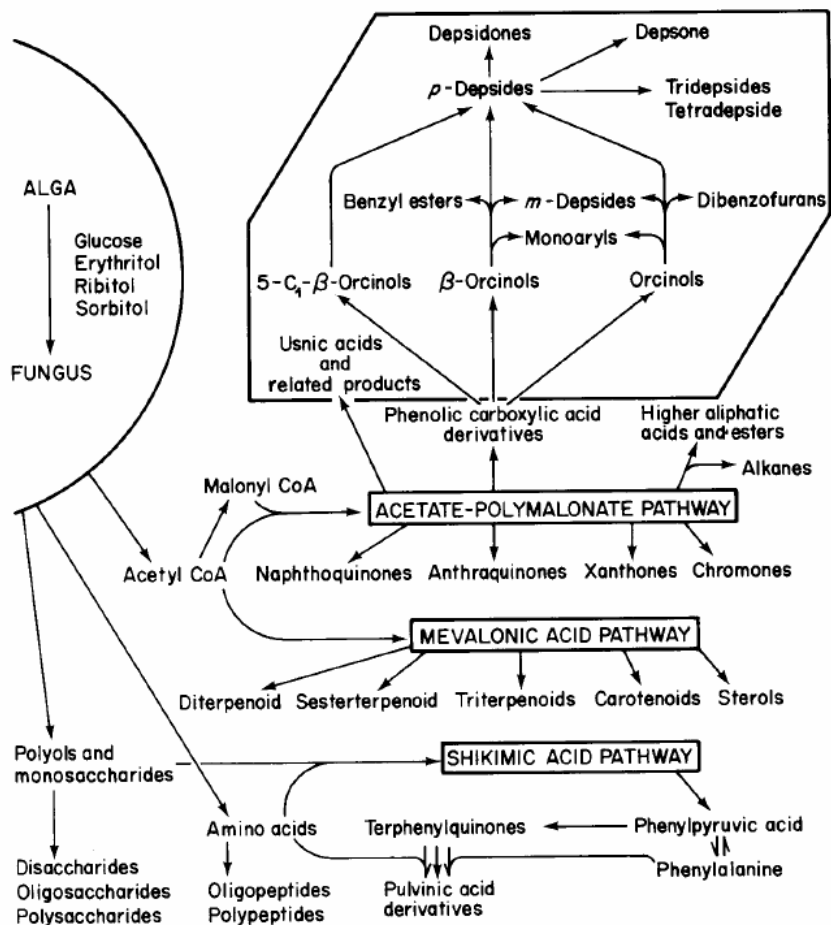 Depsidones
Depsone
p-Depsides
Tridepsides
Tetradepside
ALGA
Glucose
Erythritol
Ribitol
Sorbitol
FUNGUS
Benzyl esters
m-Depsides
Dibenzofurans
Monoaryls
5-C₁-β-Orcinols
β-Orcinols
Orcinols
Usnic acids
and
related products
Phenolic carboxylic acid
derivatives
Higher aliphatic
acids and esters
Alkanes
Malonyl CoA
ACETATE-POLYMALONATE PATHWAY
Acetyl CoA
Naphthoquinones
Anthraquinones
Xanthones
Chromones
MEVALONIC ACID PATHWAY
Diterpenoid
Sesterterpenoid
Triterpenoids
Carotenoids
Sterols
Polyols and
monosaccharides
SHIKIMIC ACID PATHWAY
Amino acids
Terphenylquinones
Phenylpyruvic acid
Phenylalanine
Disaccharides
Oligosaccharides
Polysaccharides
Oligopeptides
Polypeptides
Pulvinic acid
derivatives